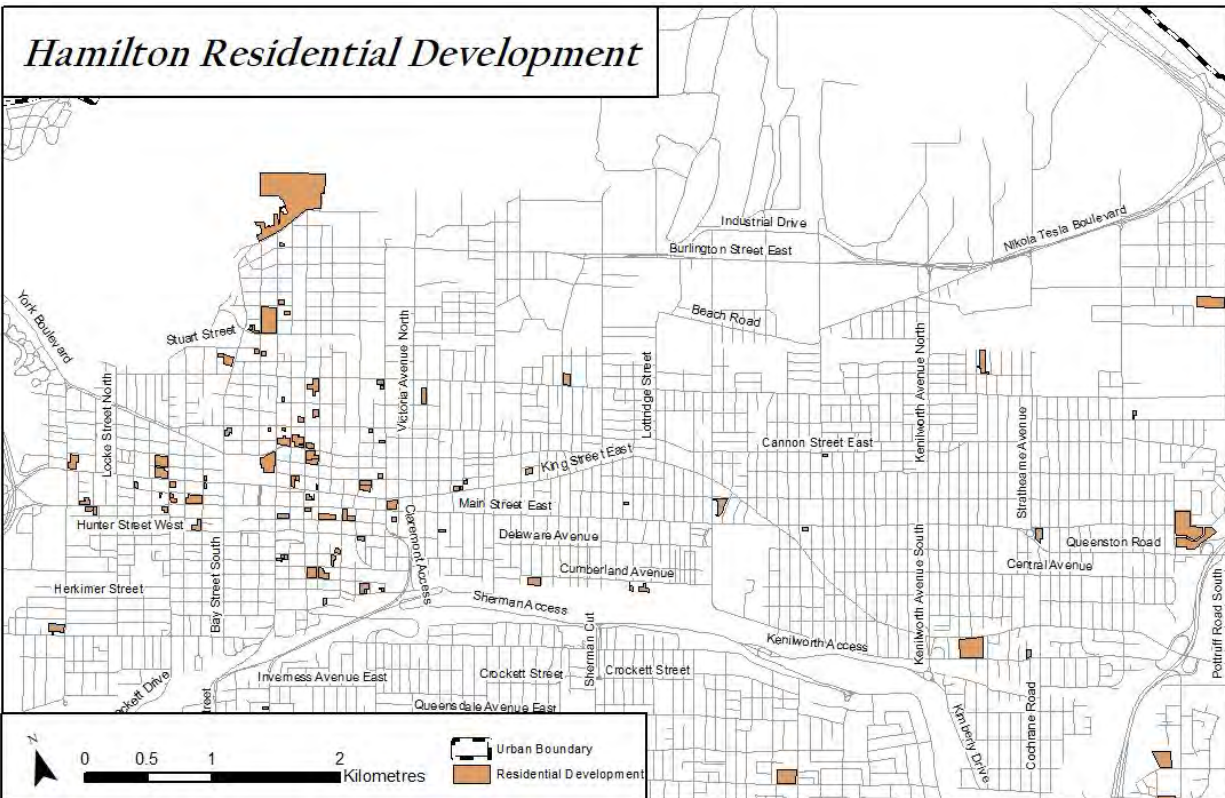 Hamilton Residential Development
Industrial Drive
Nikola Tesla Boulevard
Burlington Street East
York Boulevard
Beach Road
Stuart Street
Victoria Avenue North
Kenilworth Avenue North
Lottridge Street
Locke Street North
Strathearne Avenue
Cannon Street East
King Street East
Main Street East
Hunter Street West
Claremont Access
Delaware Avenue
Queenston Road
Central Avenue
Cumberland Avenue
Herkimer Street
Bay Street South
Sherman Access
Kenilworth Avenue South
Pottruff Road South
Kenilworth Access
Sherman Cut
Inverness Avenue East
Crockett Street
Crockett Street
ockett Drive
treet
Queensdale Avenue East
Kimberly Drive
Cochrane Road
N
0 0.5 1 2
Kilometres
Urban Boundary
Residential Development